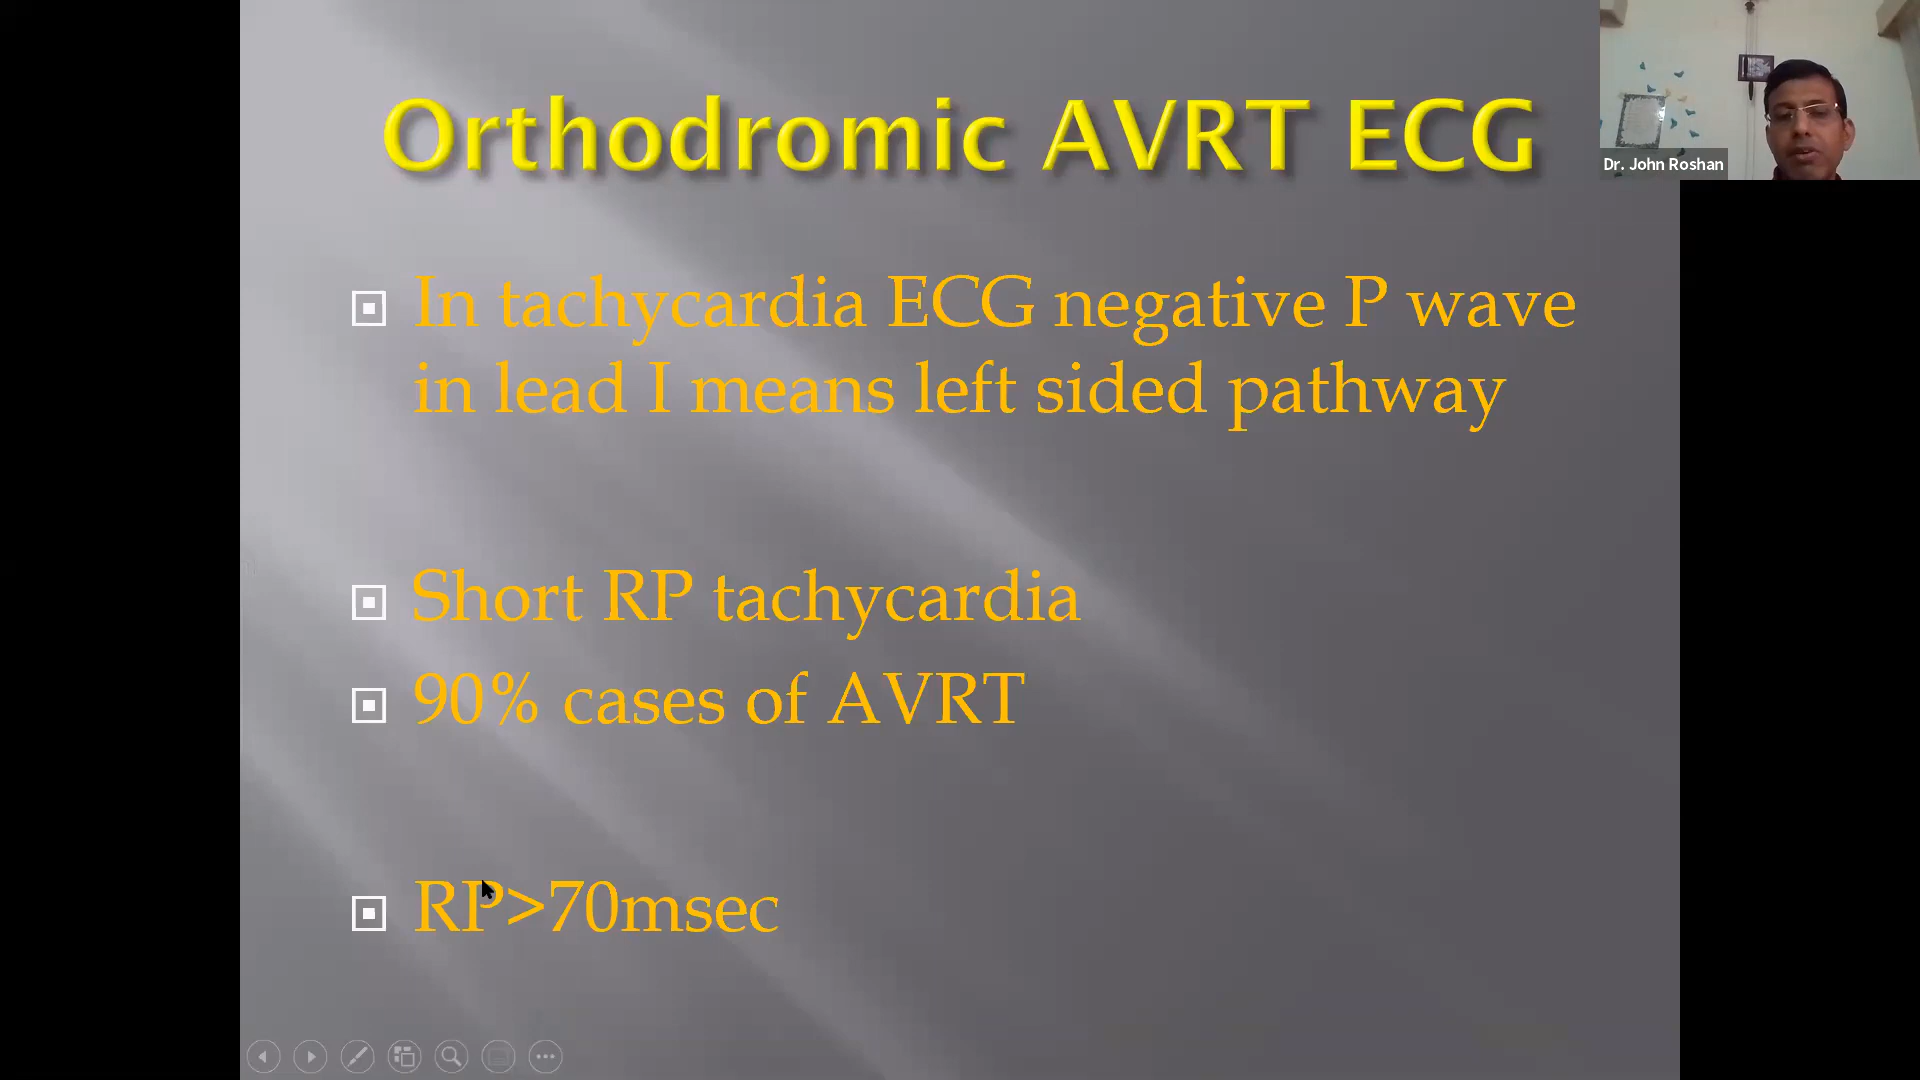 Orthodromic AVRT ECG
Dr. John Roshan
In tachycardia ECG negative P wave
in lead I means left sided pathway
Short RP tachycardia
90% cases of AVRT
RP>70msec